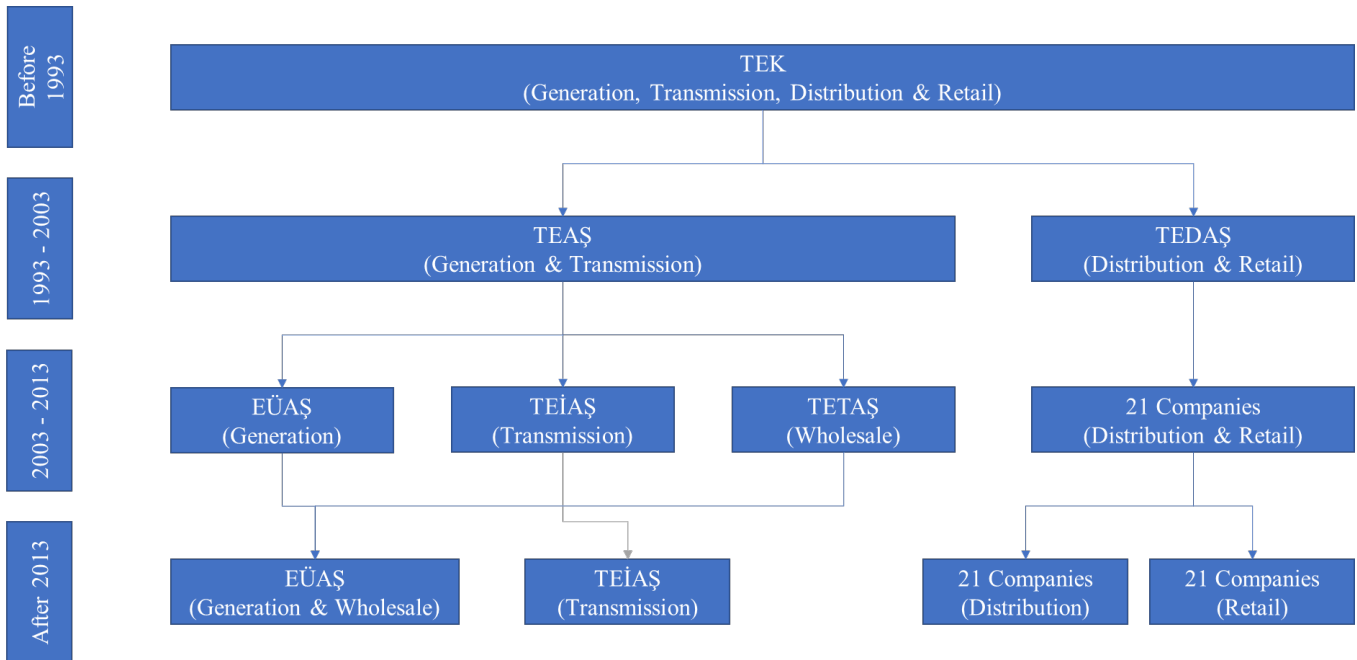 Before
1993
TEK
(Generation, Transmission, Distribution & Retail)
1993 - 2003
TEAŞ
(Generation & Transmission)
TEDAŞ
(Distribution & Retail)
2003 - 2013
EÜAŞ
(Generation)
TEİAŞ
(Transmission)
TETAŞ
(Wholesale)
21 Companies
(Distribution & Retail)
After 2013
EÜAŞ
(Generation & Wholesale)
TEİAŞ
(Transmission)
21 Companies
(Distribution)
21 Companies
(Retail)